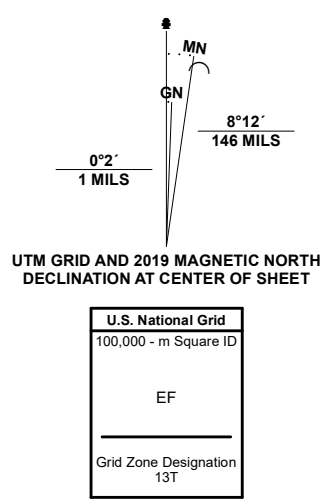 MN
GN
8°12´
146 MILS
0°2´
1 MILS
UTM GRID AND 2019 MAGNETIC NORTH
DECLINATION AT CENTER OF SHEET
U.S. National Grid
100,000 - m Square ID
EF
Grid Zone Designation
13T